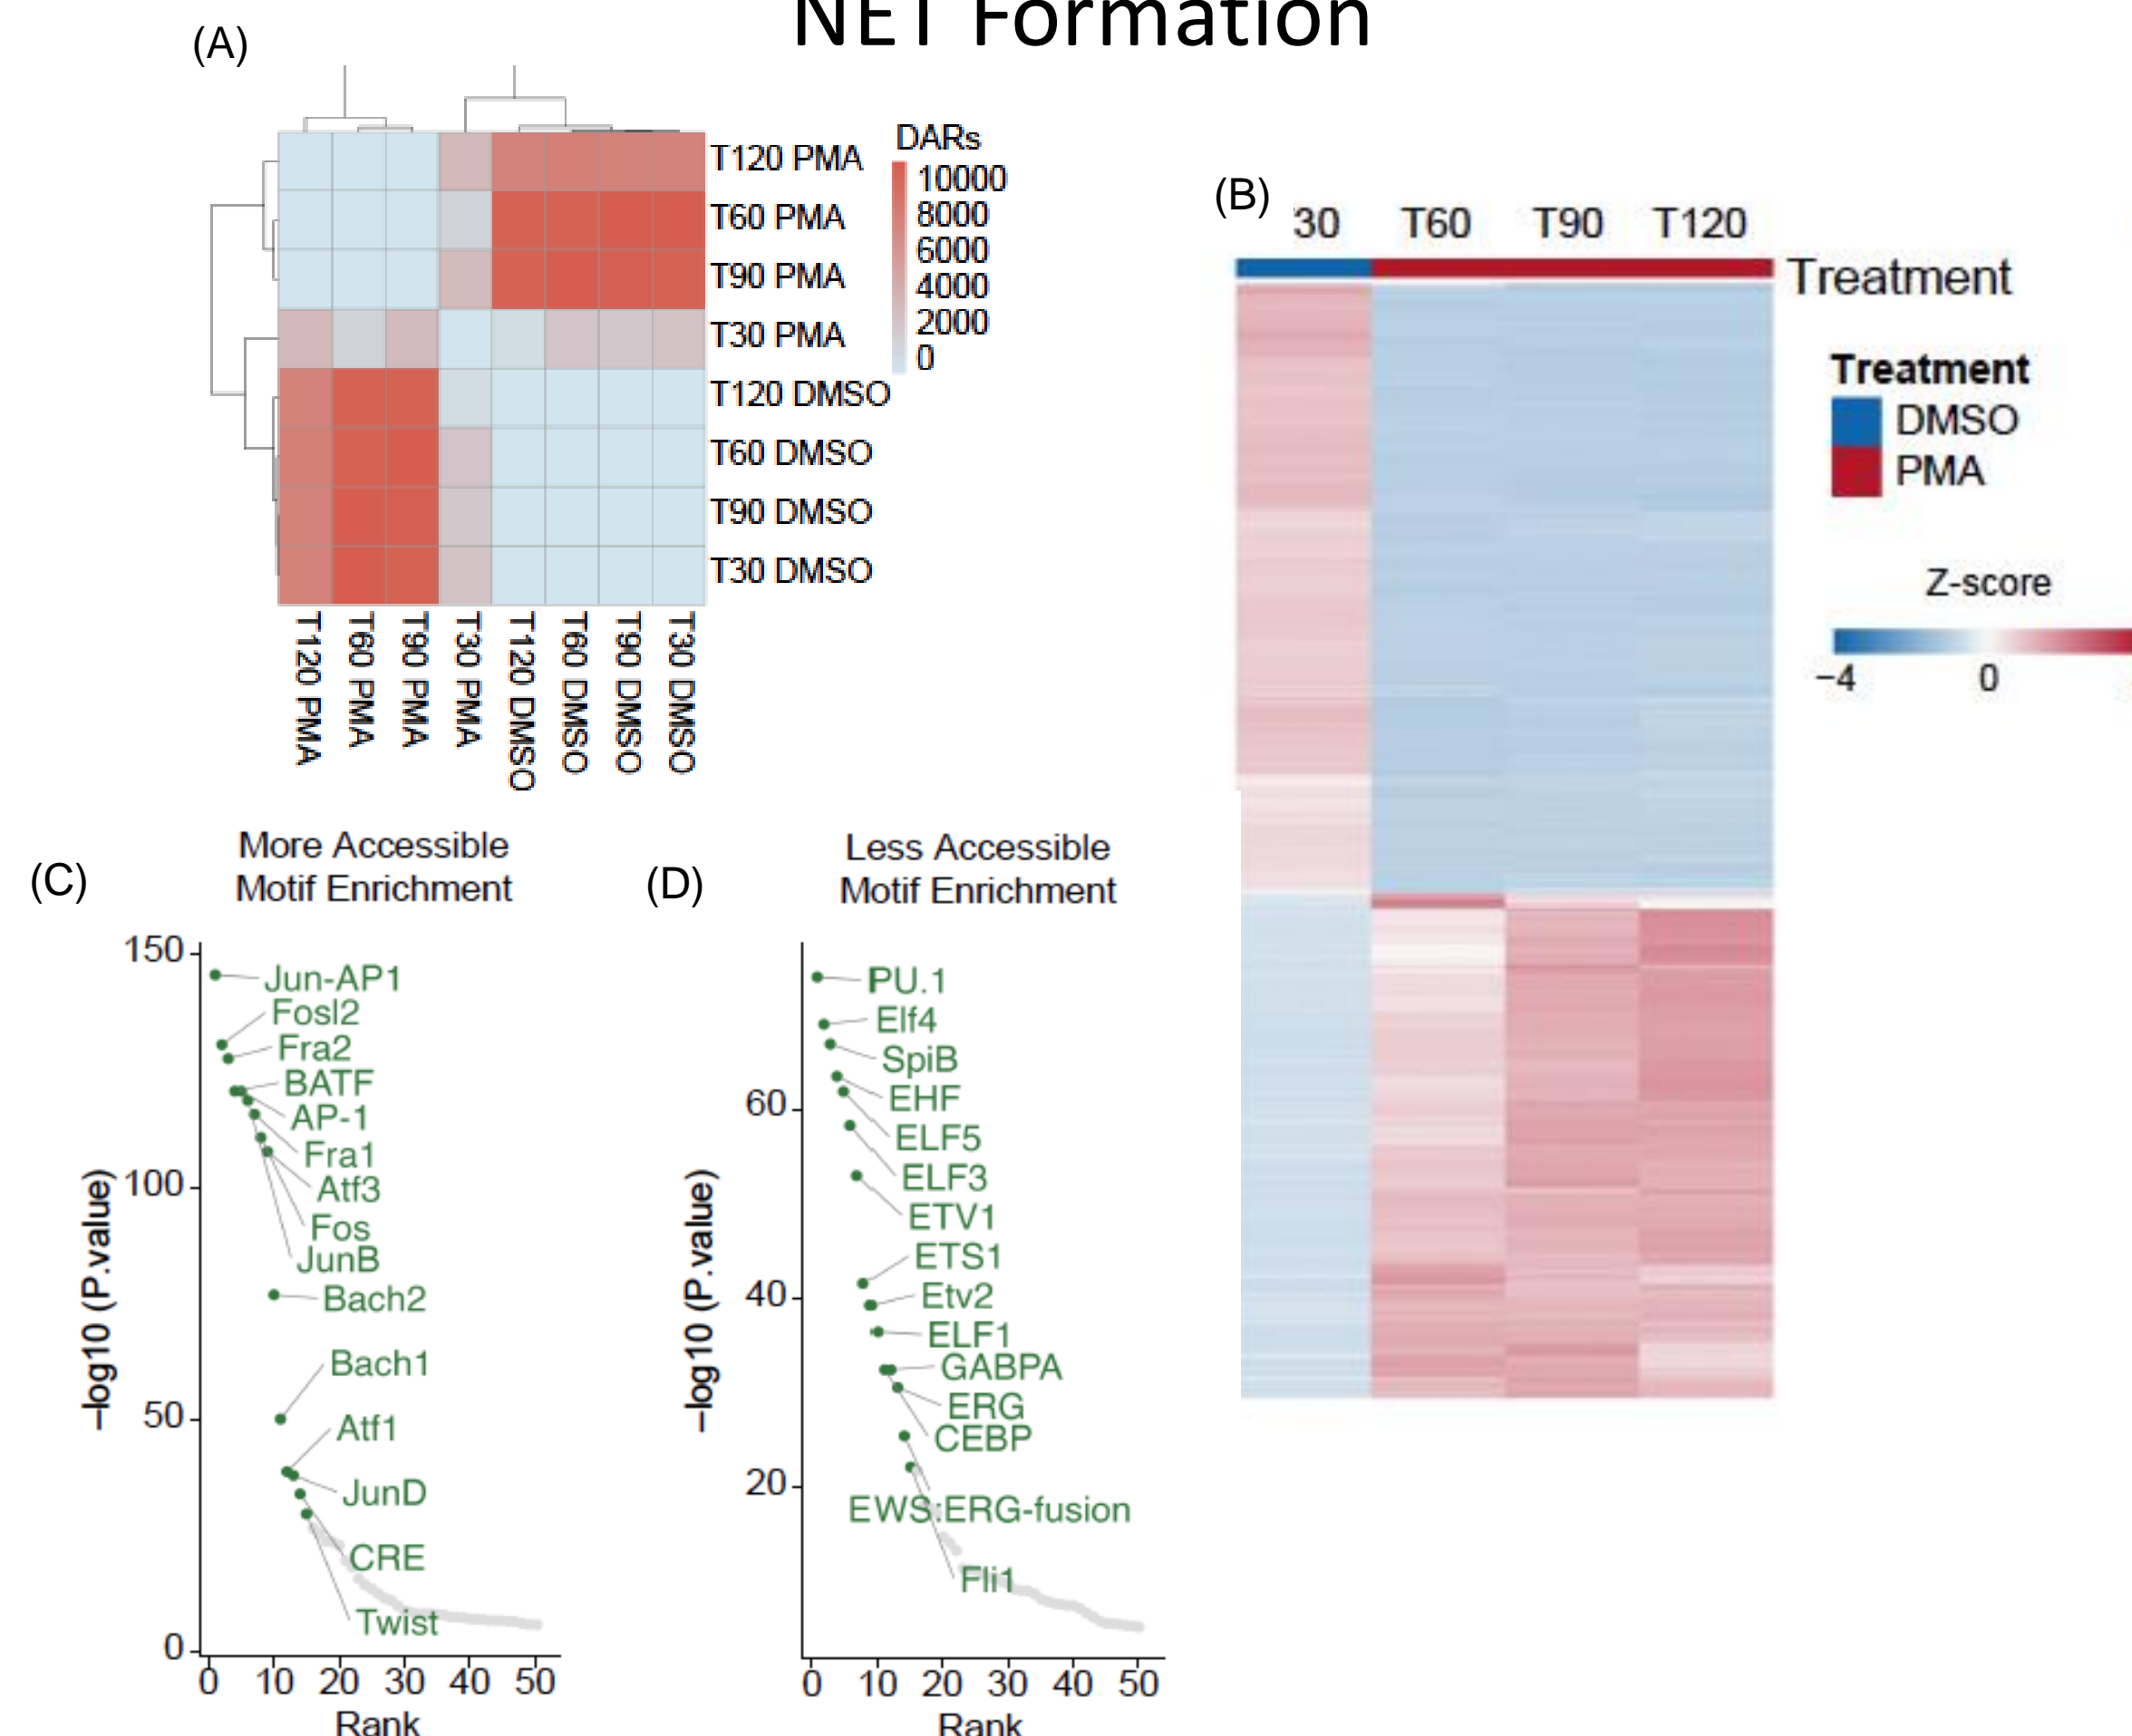 NET Formation
(A)
DARs
10000
8000
6000
4000
2000
0
T120 PMA
T60 PMA
T90 PMA
T30 PMA
T120 DMSO
T60 DMSO
T90 DMSO
T30 DMSO
T120 PMA
T60 PMA
T90 PMA
T30 PMA
T120 DMSO
T60 DMSO
T90 DMSO
T30 DMSO
(B)
30 T60 T90 T120
Treatment
Treatment
DMSO
PMA
Z-score
−4 0
(C)
More Accessible
Motif Enrichment
−log10 (P.value)
150
100
50
0
Jun-AP1
Fosl2
Fra2
BATF
AP-1
Fra1
Atf3
Fos
JunB
Bach2
Bach1
Atf1
JunD
CRE
Twist
0 10 20 30 40 50
Rank
(D)
Less Accessible
Motif Enrichment
−log10 (P.value)
60
40
20
PU.1
Elf4
SpiB
EHF
ELF5
ELF3
ETV1
ETS1
Etv2
ELF1
GABPA
ERG
CEBP
EWS:ERG-fusion
Fli1
0 10 20 30 40 50
Rank